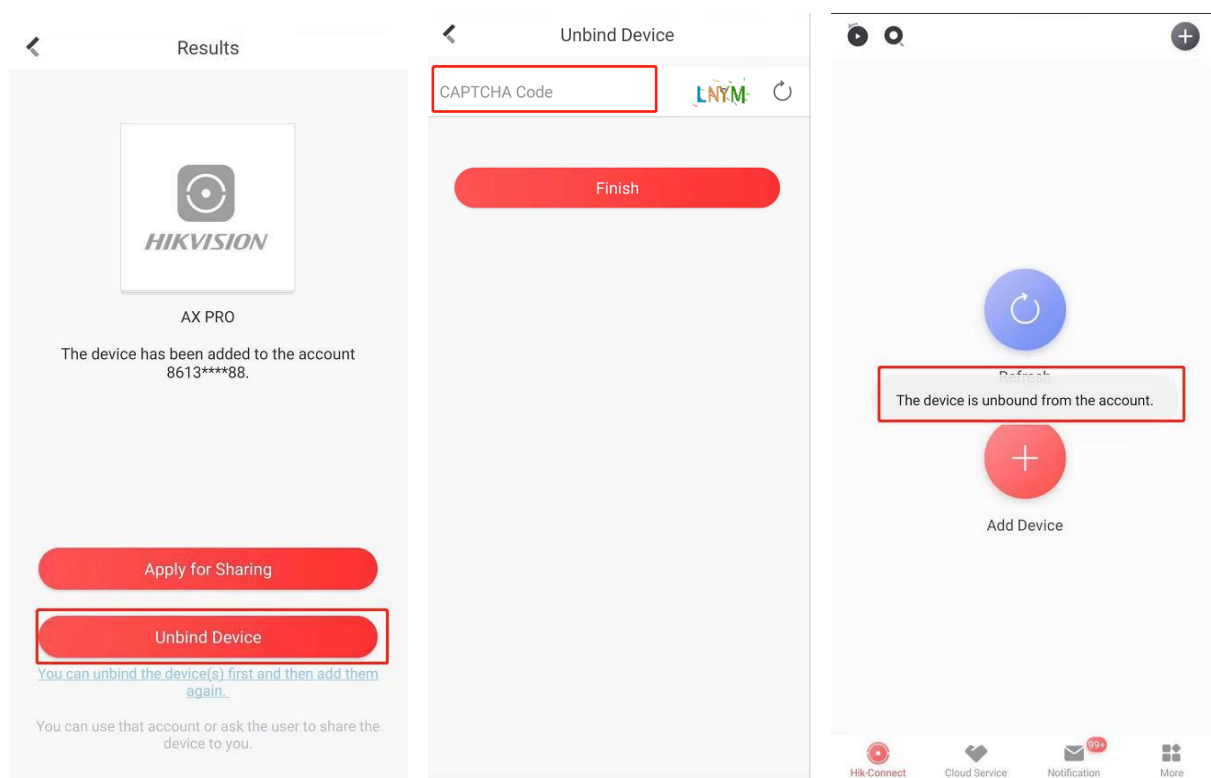 Results
HIKVISION
AX PRO
The device has been added to the account
8613****88.
Apply for Sharing
Unbind Device
You can unbind the device(s) first and then add them
again.
You can use that account or ask the user to share the
device to you.
Unbind Device
CAPTCHA Code
LNYM
Finish
Refresh
The device is unbound from the account.
Add Device
99+
Hik-Connect
Cloud Service
Notification
More